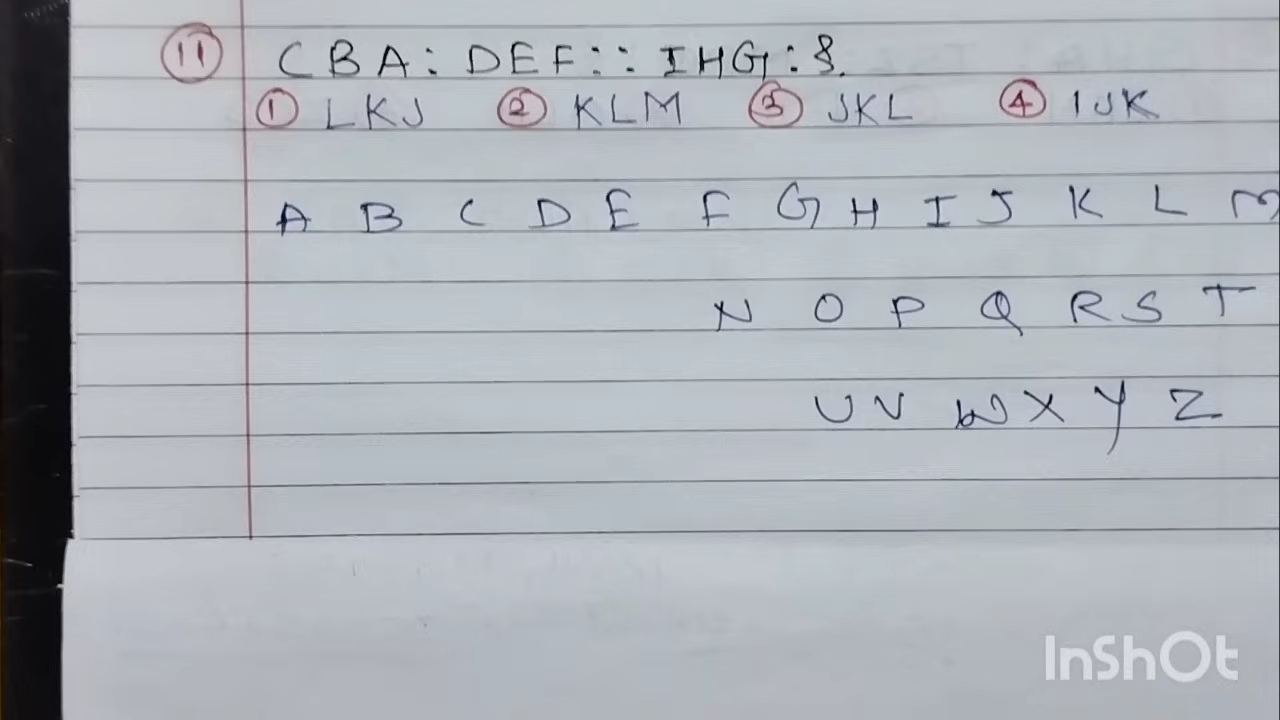 11 CBA : DEF :: IHG : ?.
1 LKJ 2 KLM 3 JKL 4 IJK
A B C D E F G H I J K L M
N O P Q R S T
U V W X Y Z
InShOt